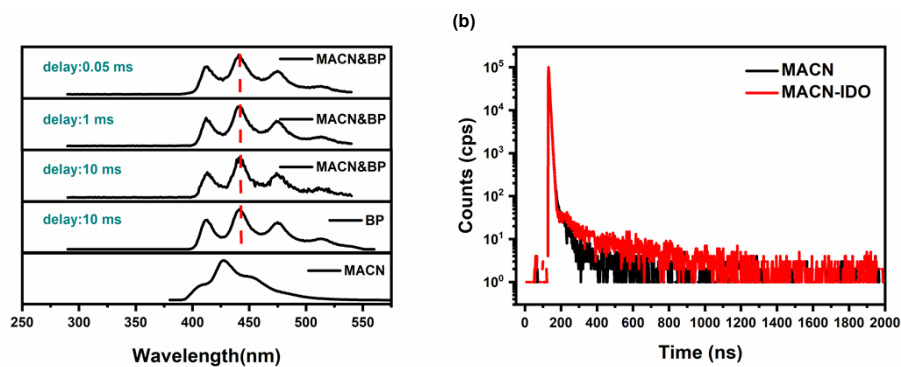 (b)
delay:0.05 ms
MACN&BP
delay:1 ms
MACN&BP
delay:10 ms
MACN&BP
delay:10 ms
BP
MACN
250 300 350 400 450 500 550
Wavelength(nm)
MACN
MACN-IDO
10⁵
10⁴
10³
10²
10¹
10⁰
Counts (cps)
0 200 400 600 800 1000 1200 1400 1600 1800 2000
Time (ns)